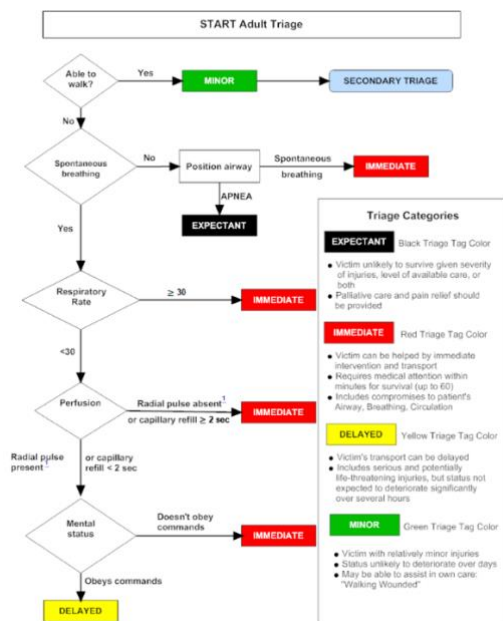 START Adult Triage
Able to
walk?
Yes
MINOR
SECONDARY TRIAGE
No
Spontaneous
breathing
No
Position airway
Spontaneous
breathing
IMMEDIATE
APNEA
EXPECTANT
Yes
Respiratory
Rate
≥ 30
IMMEDIATE
<30
Perfusion
Radial pulse absent1
or capillary refill ≥ 2 sec
IMMEDIATE
Radial pulse
present1
or capillary
refill < 2 sec
Mental
status
Doesn't obey
commands
IMMEDIATE
Obeys commands
DELAYED
Triage Categories
EXPECTANT Black Triage Tag Color
● Victim unlikely to survive given severity
of injuries, level of available care, or
both
● Palliative care and pain relief should
be provided
IMMEDIATE Red Triage Tag Color
● Victim can be helped by immediate
intervention and transport
● Requires medical attention within
minutes for survival (up to 60)
● Includes compromises to patient's
Airway, Breathing, Circulation
DELAYED Yellow Triage Tag Color
● Victim's transport can be delayed
● Includes serious and potentially
life-threatening injuries, but status not
expected to deteriorate significantly
over several hours
MINOR Green Triage Tag Color
● Victim with relatively minor injuries
● Status unlikely to deteriorate over days
● May be able to assist in own care:
"Walking Wounded"